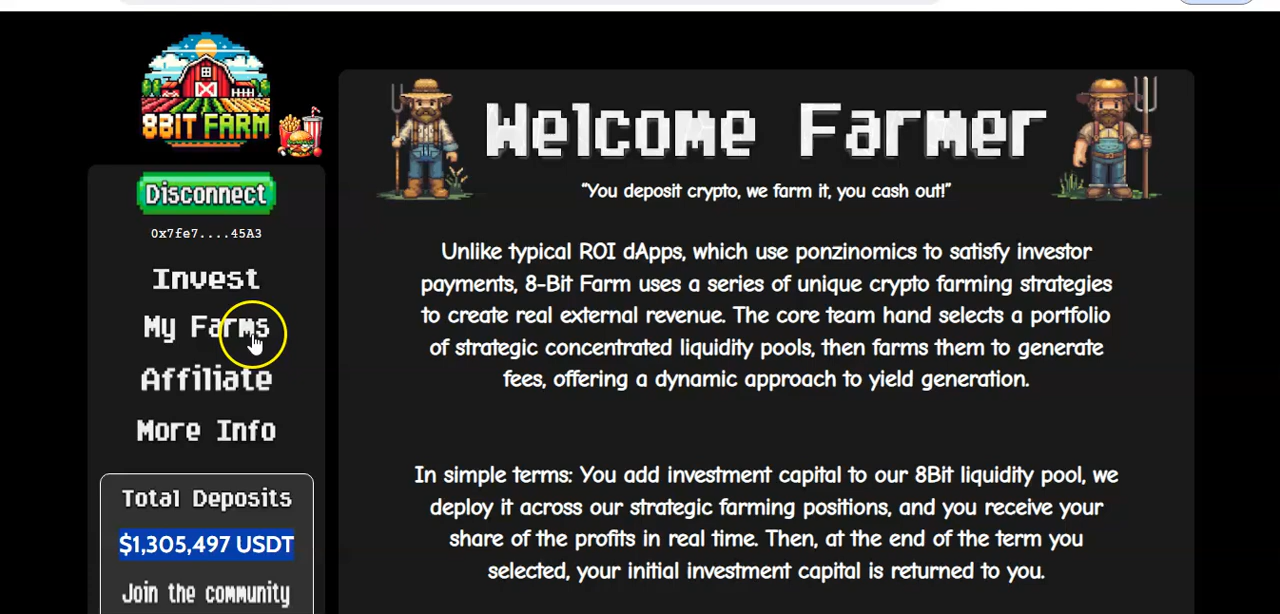 8BIT FARM
Disconnect
0x7fe7....45A3
Invest
My Farms
Affiliate
More Info
Total Deposits
$1,305,497 USDT
Join the community
Welcome Farmer
“You deposit crypto, we farm it, you cash out!”
Unlike typical ROI dApps, which use ponzinomics to satisfy investor
payments, 8-Bit Farm uses a series of unique crypto farming strategies
to create real external revenue. The core team hand selects a portfolio
of strategic concentrated liquidity pools, then farms them to generate
fees, offering a dynamic approach to yield generation.
In simple terms: You add investment capital to our 8Bit liquidity pool, we
deploy it across our strategic farming positions, and you receive your
share of the profits in real time. Then, at the end of the term you
selected, your initial investment capital is returned to you.